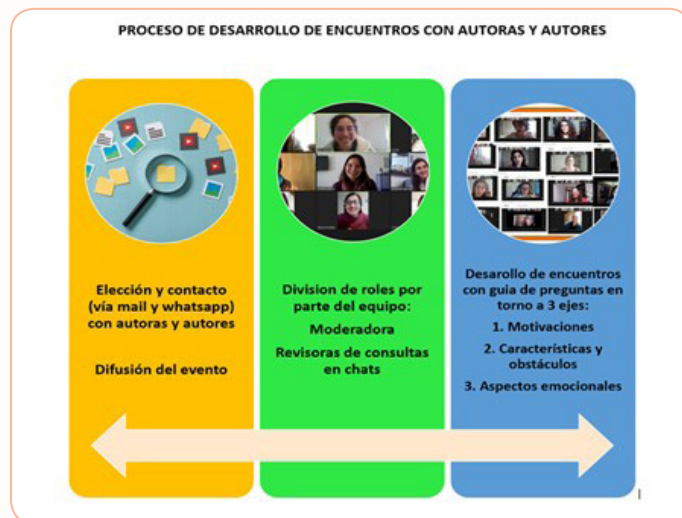 PROCESO DE DESARROLLO DE ENCUENTROS CON AUTORAS Y AUTORES
Elección y contacto
(vía mail y whatsapp)
con autoras y autores
Difusión del evento
Division de roles por
parte del equipo:
Moderadora
Revisoras de consultas
en chats
Desarollo de encuentros
con guia de preguntas en
torno a 3 ejes:
1. Motivaciones
2. Características y
obstáculos
3. Aspectos emocionales